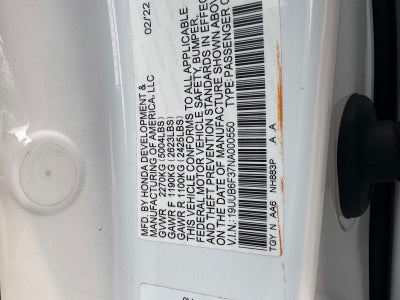 MFD. BY HONDA DEVELOPMENT &
MANUFACTURING OF AMERICA, LLC 02/22
GVWR 2270KG(5004LBS)
GAWR F 1190KG(2623LBS)
GAWR R 1100KG(2425LBS)
THIS VEHICLE CONFORMS TO ALL APPLICABLE
FEDERAL MOTOR VEHICLE SAFETY, BUMPER,
AND THEFT PREVENTION STANDARDS IN EFFECT
ON THE DATE OF MANUFACTURE SHOWN ABOVE
V.I.N.: 19UUB6F37NA000550 TYPE:PASSENGER
TGY N AA6 NH883P A A